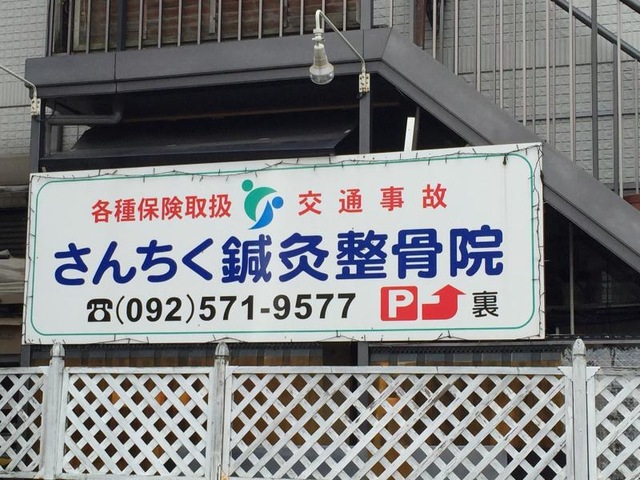 各種保険取扱 交通事故
さんちく鍼灸整骨院
☎(092)571-9577 P 裏